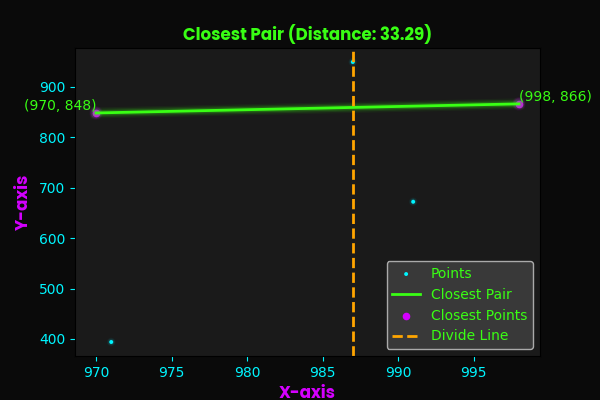 Closest Pair (Distance: 33.29)
(970, 848)
(998, 866)
900
800
700
600
500
400
Y-axis
Points
Closest Pair
Closest Points
Divide Line
970
975
980
985
990
995
X-axis